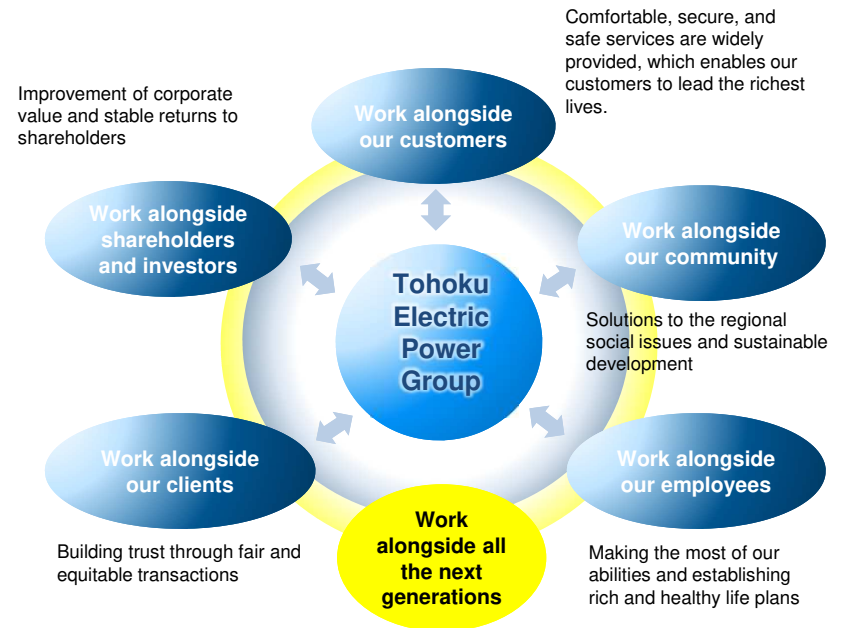 Comfortable, secure, and
safe services are widely
provided, which enables our
customers to lead the richest
lives.
Improvement of corporate
value and stable returns to
shareholders
Work alongside
our customers
Work alongside
shareholders
and investors
Work alongside
our community
Tohoku
Electric
Power
Group
Solutions to the regional
social issues and sustainable
development
Work alongside
our clients
Work alongside
our employees
Work
alongside all
the next
generations
Building trust through fair and
equitable transactions
Making the most of our
abilities and establishing
rich and healthy life plans